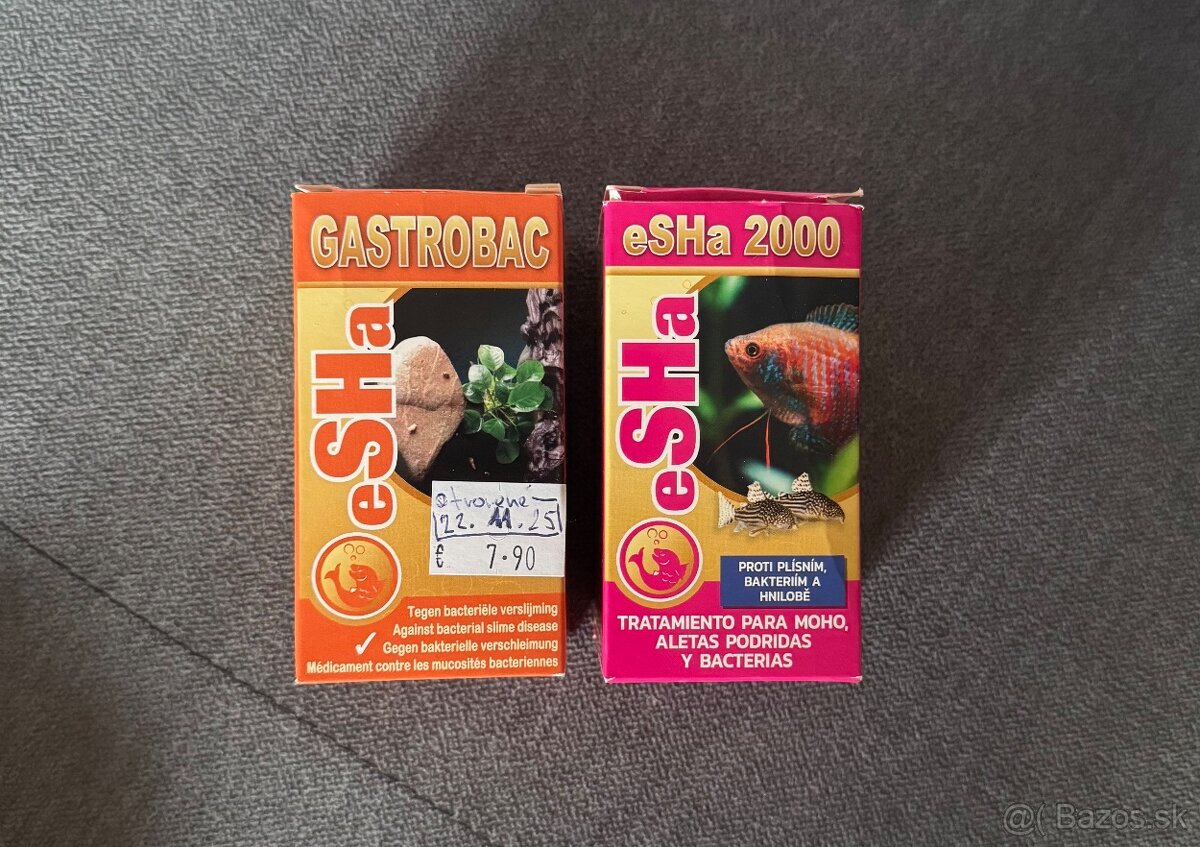 GASTROBAC
eSHa
otvorené –
22. 11. 25
€ 7.90
Tegen bacteriële verslijming
Against bacterial slime disease
✓ Gegen bakterielle verschleimung
Médicament contre les mucosités bacteriennes
eSHa 2000
eSHa
PROTI PLÍSNÍM,
BAKTERIÍM A
HNILOBĚ
TRATAMIENTO PARA MOHO,
ALETAS PODRIDAS
Y BACTERIAS
@( Bazos.sk